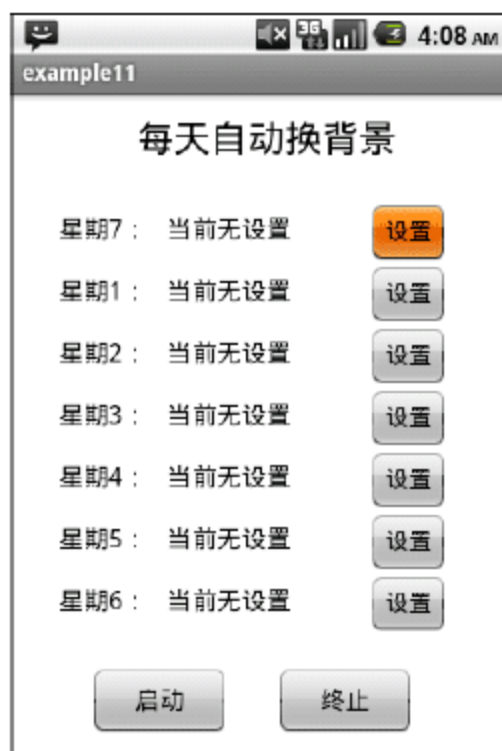 3G 4:08 AM
example11
每天自动换背景
星期7： 当前无设置 设置
星期1： 当前无设置 设置
星期2： 当前无设置 设置
星期3： 当前无设置 设置
星期4： 当前无设置 设置
星期5： 当前无设置 设置
星期6： 当前无设置 设置
启动 终止